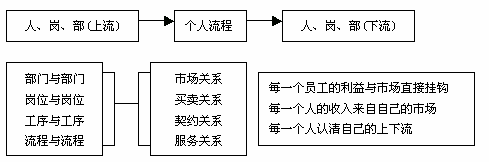 人、岗、部(上流)
个人流程
人、岗、部(下流)
部门与部门
岗位与岗位
工序与工序
流程与流程
市场关系
买卖关系
契约关系
服务关系
每一个员工的利益与市场直接挂钩
每一个人的收入来自自己的市场
每一个人认清自己的上下流